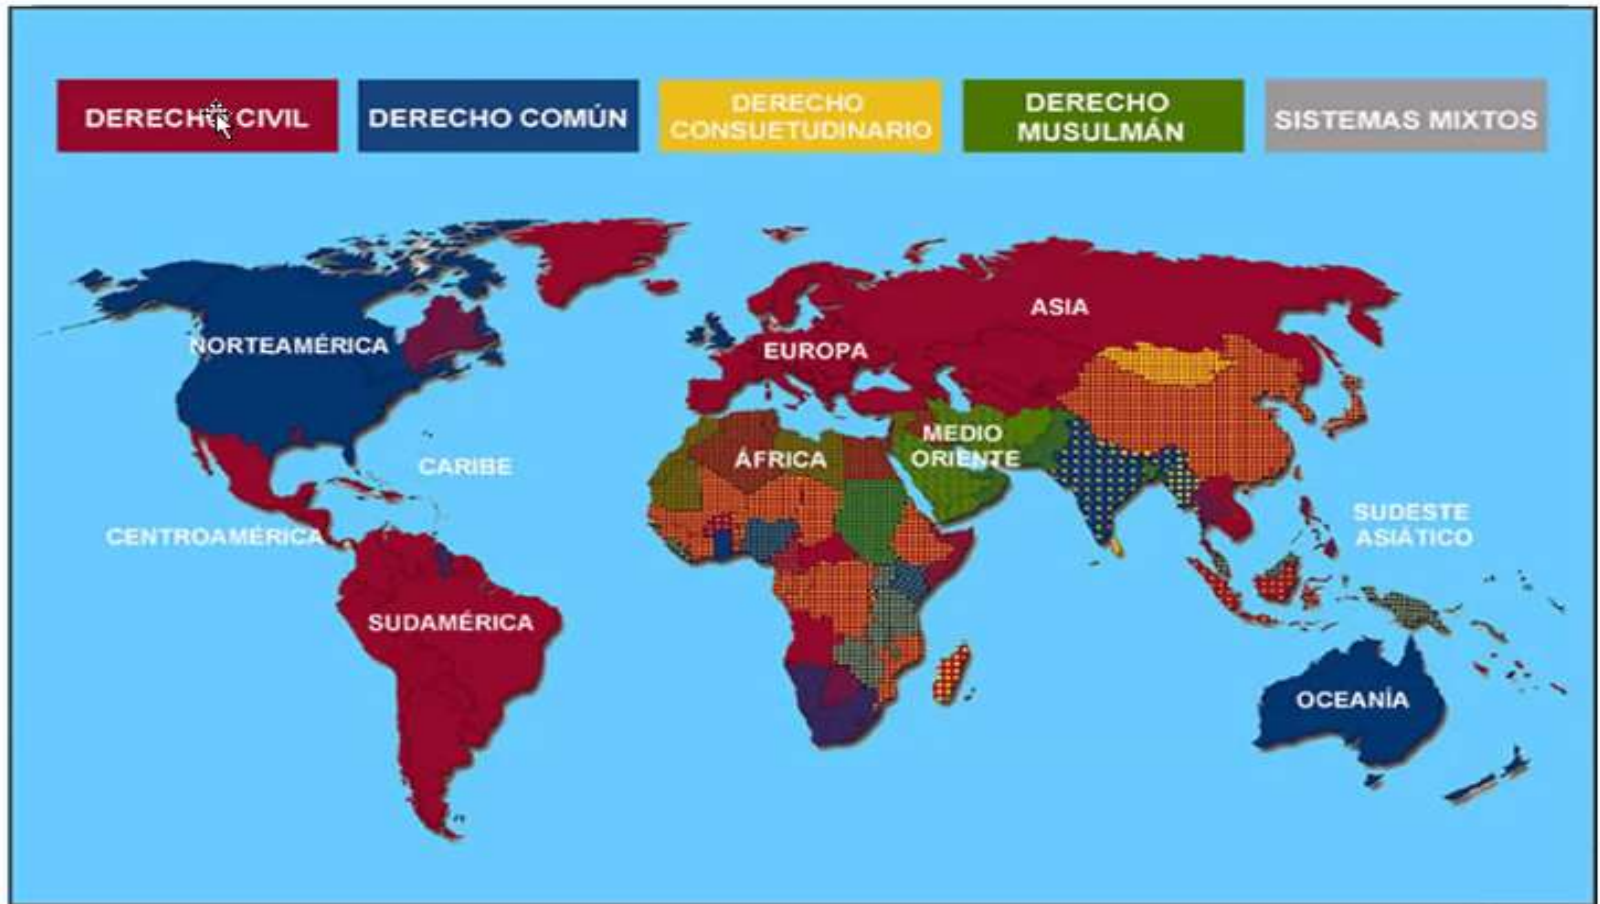 DERECHO CIVIL
DERECHO COMÚN
DERECHO
CONSUETUDINARIO
DERECHO
MUSULMÁN
SISTEMAS MIXTOS
NORTEAMÉRICA
CARIBE
CENTROAMÉRICA
SUDAMÉRICA
EUROPA
ASIA
ÁFRICA
MEDIO
ORIENTE
SUDESTE
ASIÁTICO
OCEANÍA